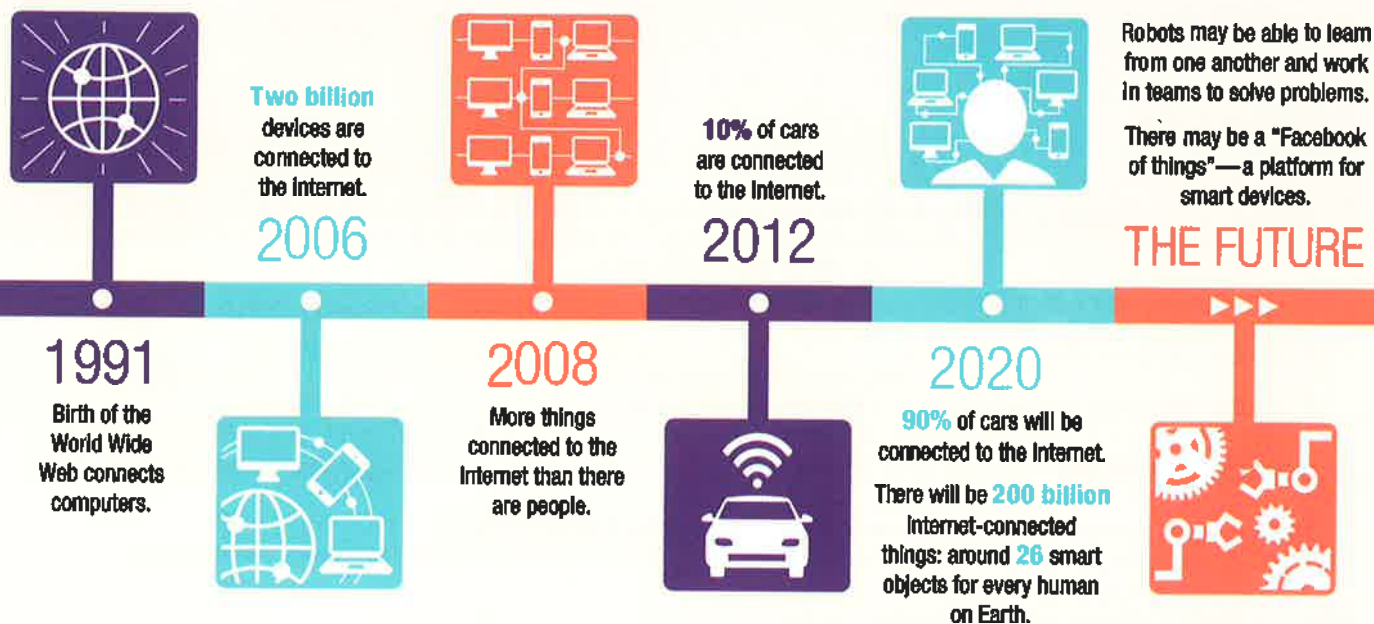 1991
Birth of the
World Wide
Web connects
computers.
Two billion
devices are
connected to
the Internet.
2006
2008
More things
connected to the
Internet than there
are people.
10% of cars
are connected
to the Internet.
2012
2020
90% of cars will be
connected to the Internet.
There will be 200 billion
Internet-connected
things: around 26 smart
objects for every human
on Earth.
Robots may be able to learn
from one another and work
in teams to solve problems.
There may be a "Facebook
of things"—a platform for
smart devices.
THE FUTURE